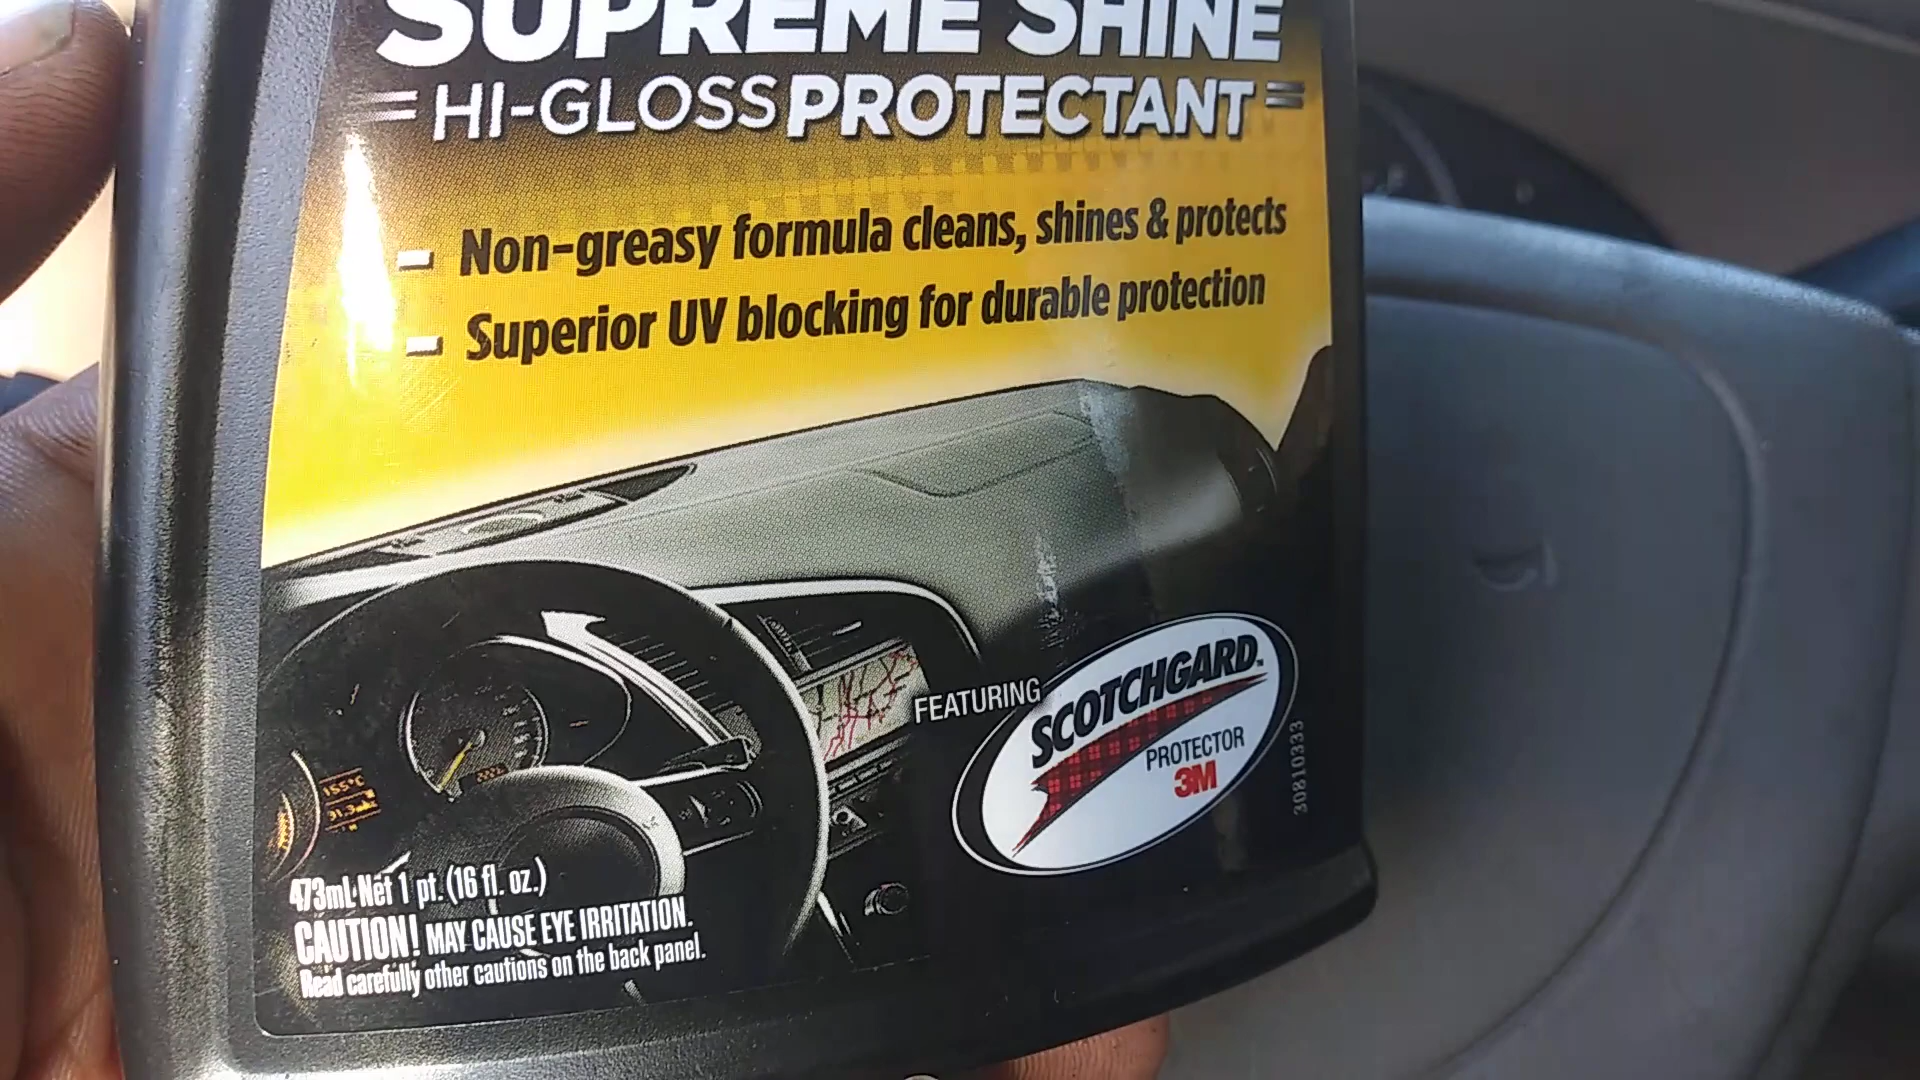 SUPREME SHINE
HI-GLOSS PROTECTANT
Non-greasy formula cleans, shines & protects
Superior UV blocking for durable protection
FEATURING
SCOTCHGARD™
PROTECTOR
3M
30810333
473mL Net 1 pt. (16 fl. oz.)
CAUTION! MAY CAUSE EYE IRRITATION.
Read carefully other cautions on the back panel.